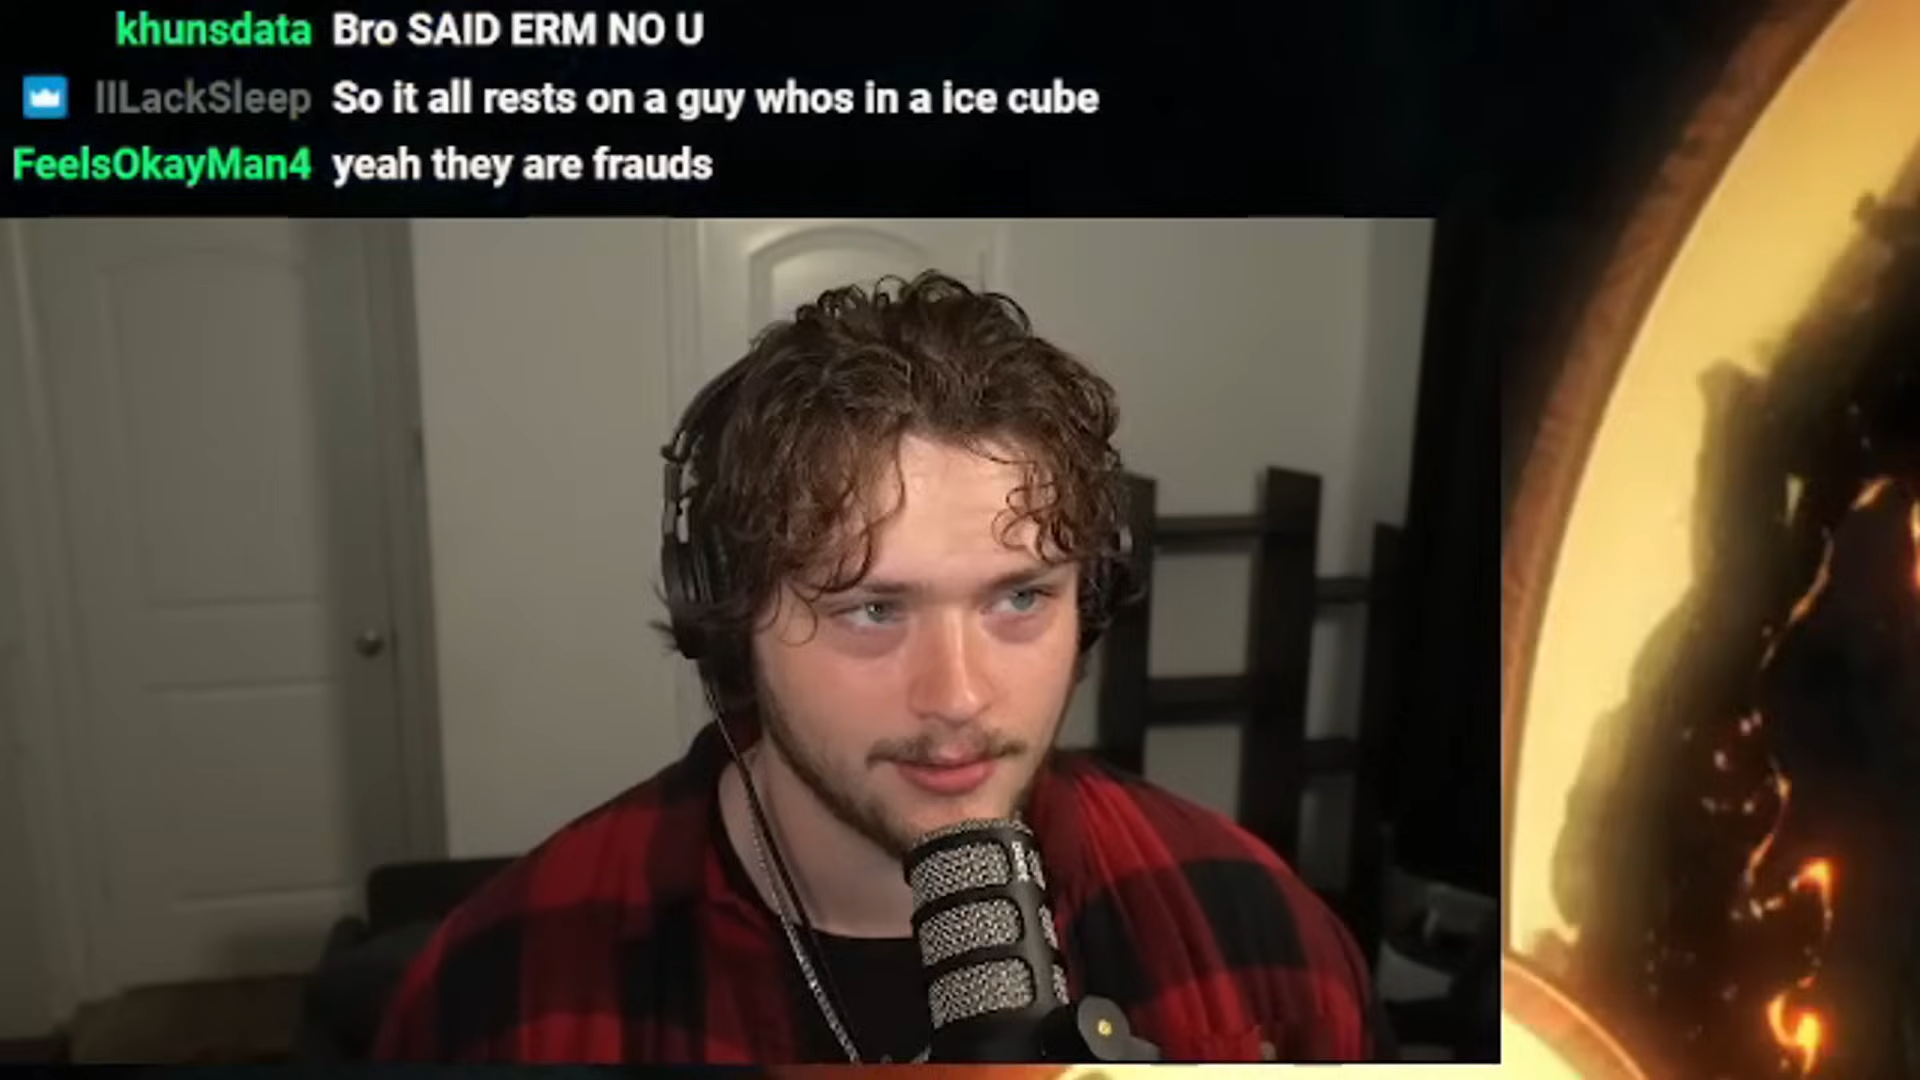 khunsdata Bro SAID ERM NO U
IILackSleep So it all rests on a guy whos in a ice cube
FeelsOkayMan4 yeah they are frauds